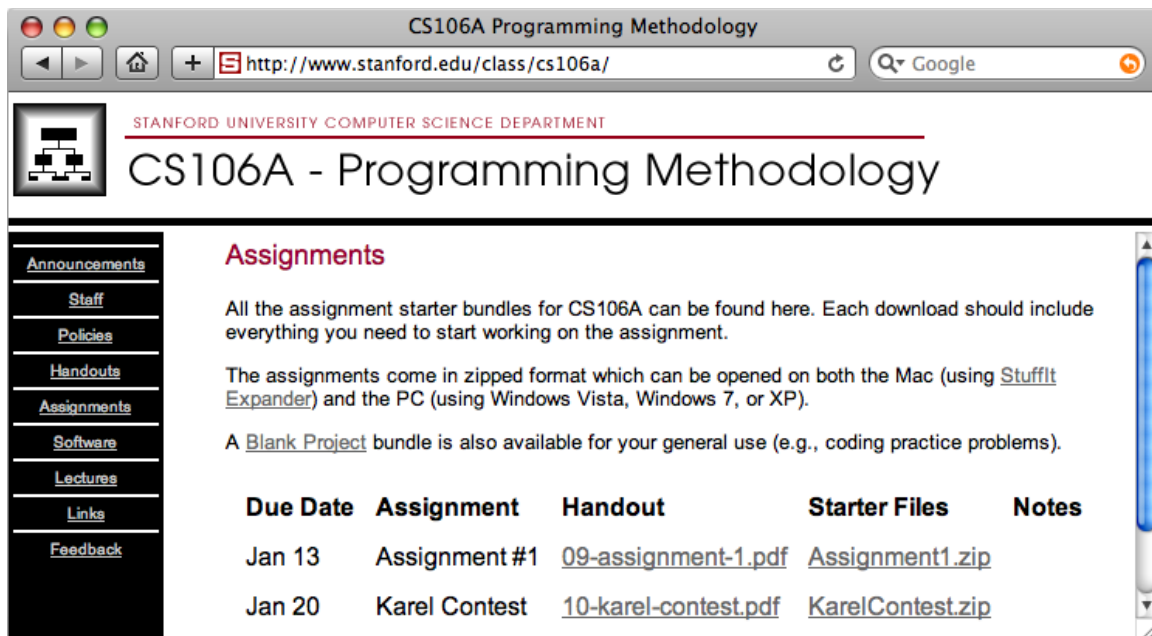 CS106A Programming Methodology
http://www.stanford.edu/class/cs106a/
Google
STANFORD UNIVERSITY COMPUTER SCIENCE DEPARTMENT
CS106A - Programming Methodology
Announcements
Staff
Policies
Handouts
Assignments
Software
Lectures
Links
Feedback
Assignments
All the assignment starter bundles for CS106A can be found here. Each download should include
everything you need to start working on the assignment.
The assignments come in zipped format which can be opened on both the Mac (using StuffIt
Expander) and the PC (using Windows Vista, Windows 7, or XP).
A Blank Project bundle is also available for your general use (e.g., coding practice problems).
Due Date Assignment Handout Starter Files Notes
Jan 13 Assignment #1 09-assignment-1.pdf Assignment1.zip
Jan 20 Karel Contest 10-karel-contest.pdf KarelContest.zip